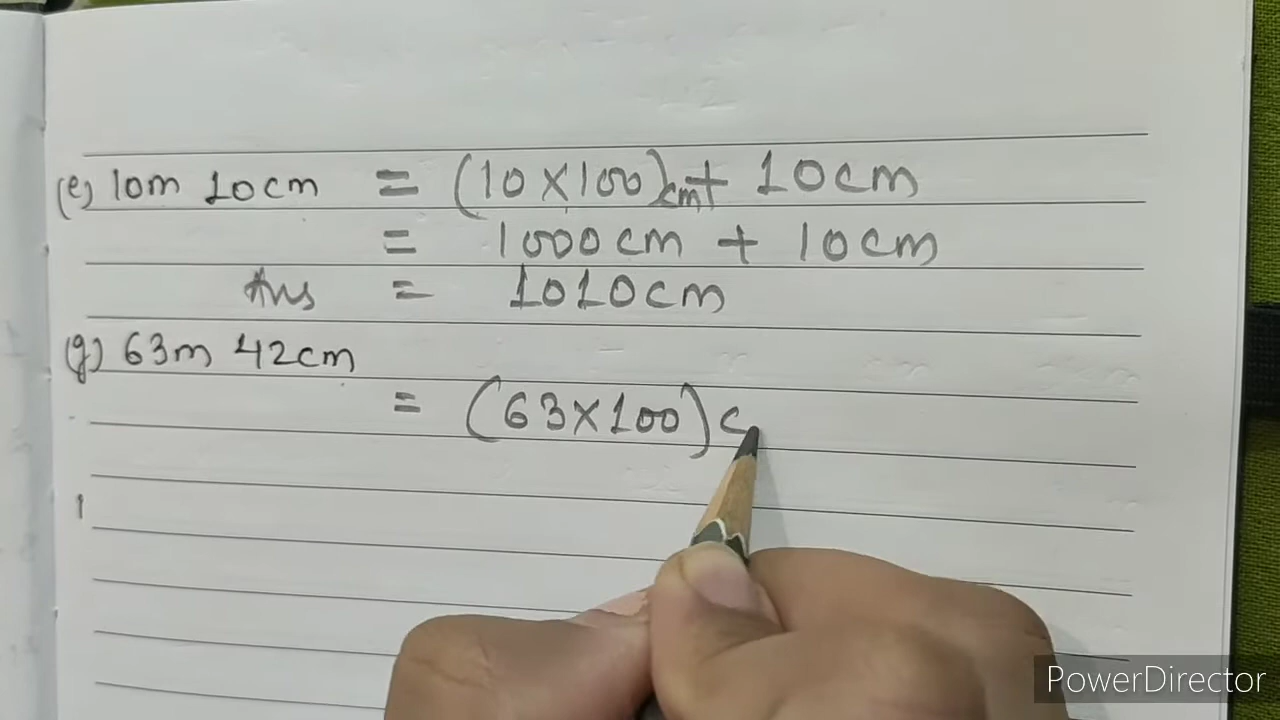 (e) 10m 10cm = (10×100)cm + 10cm
= 1000cm + 10cm
Ans = 1010cm
(g) 63m 42cm
= (63×100)c
PowerDirector